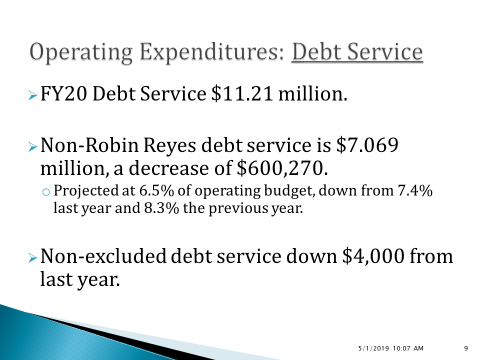 Operating Expenditures: Debt Service
FY20 Debt Service $11.21 million.
Non-Robin Reyes debt service is $7.069
million, a decrease of $600,270.
Projected at 6.5% of operating budget, down from 7.4%
last year and 8.3% the previous year.
Non-excluded debt service down $4,000 from
last year.
5/1/2019 10:07 AM 9